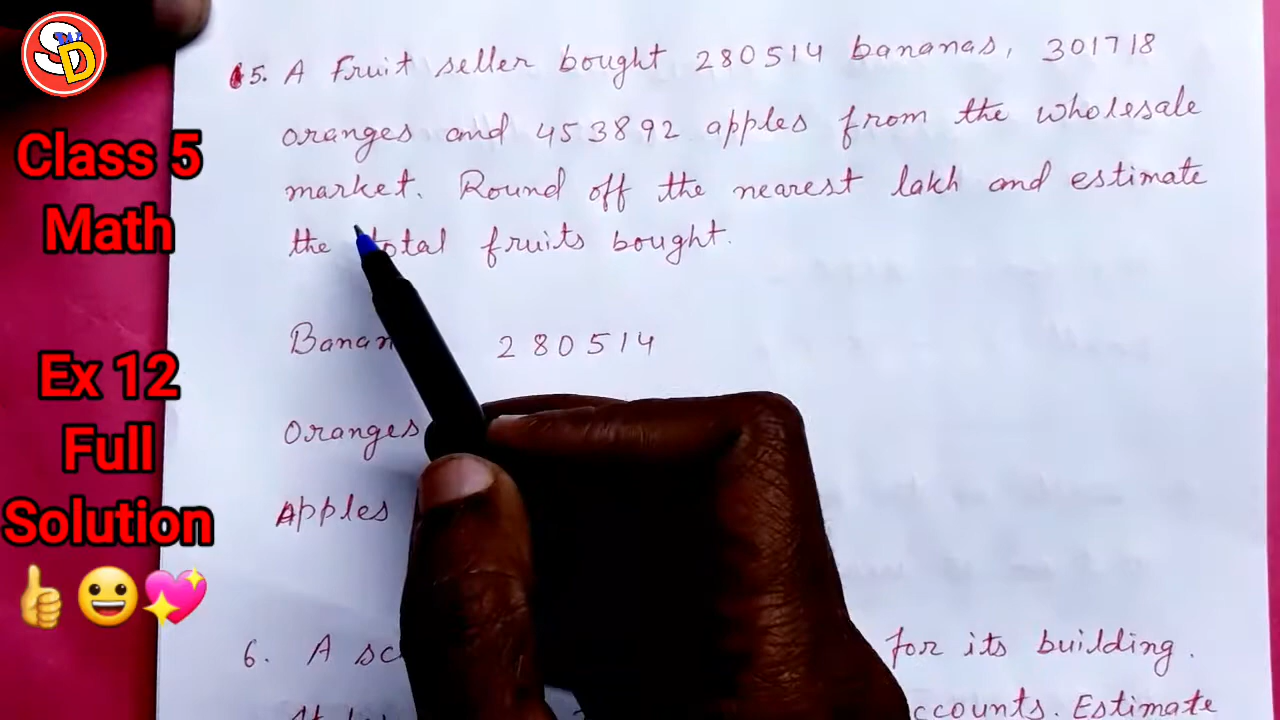 SD
Class 5
Math
Ex 12
Full
Solution
5. A Fruit seller bought 280514 bananas, 301718
oranges and 453892 apples from the wholesale
market. Round off the nearest lakh and estimate
the total fruits bought.
280514
Oranges
Apples
6. A for its building.
Estimate